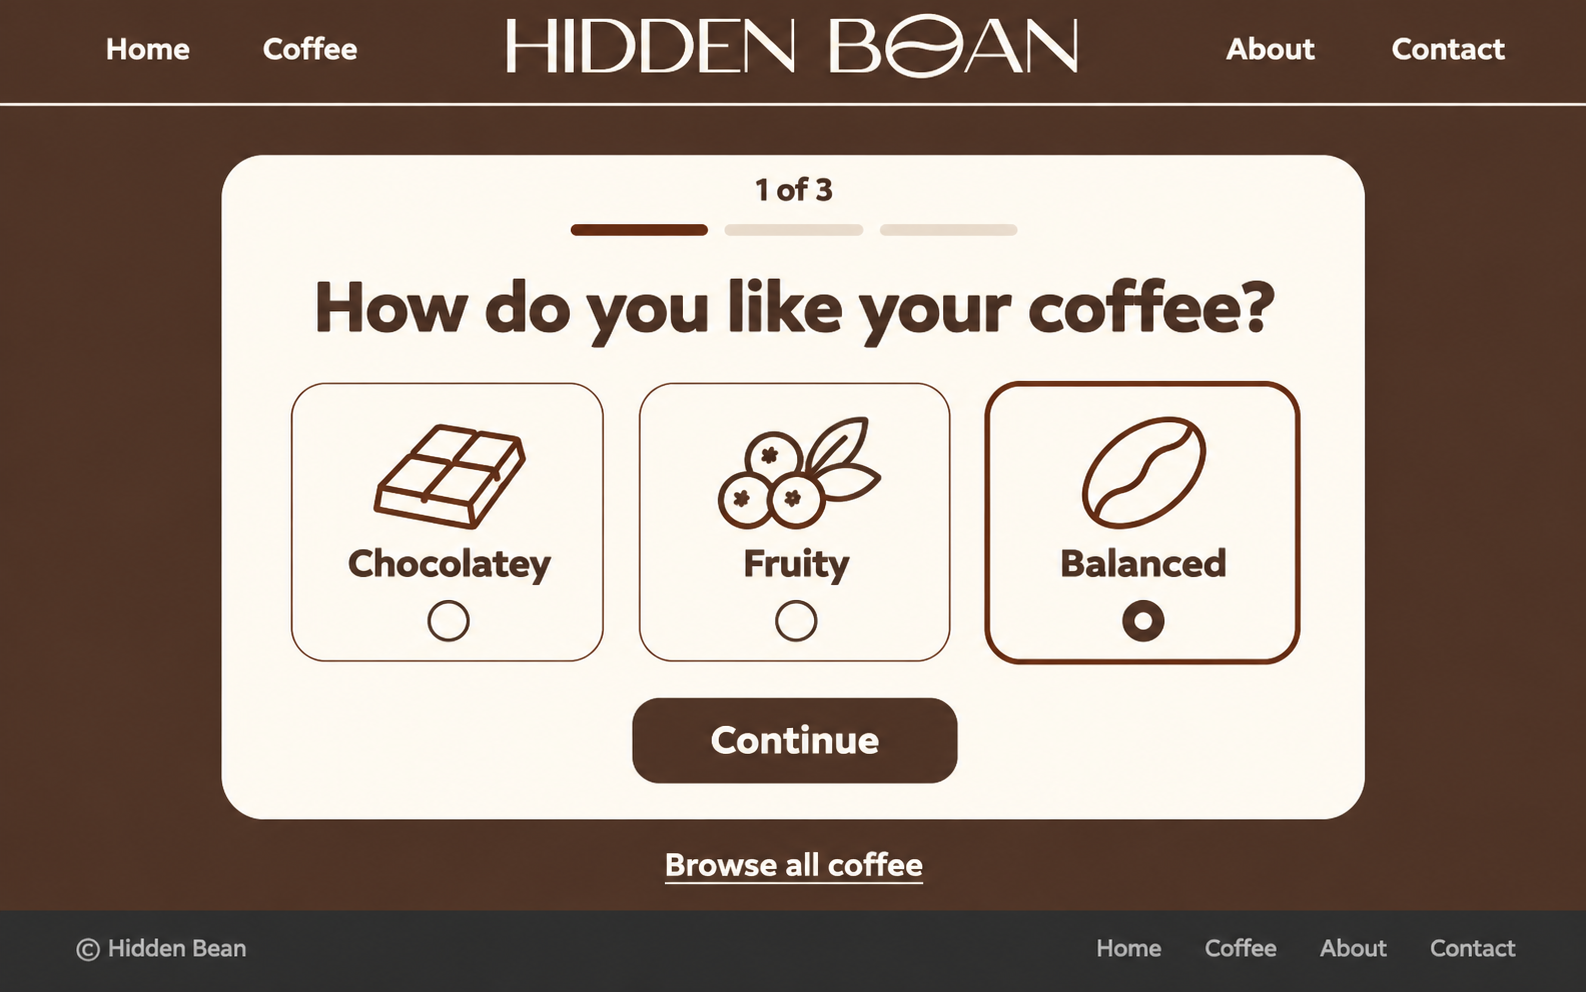 Home Coffee HIDDEN BEAN About Contact
1 of 3
How do you like your coffee?
Chocolatey Fruity Balanced
Continue
Browse all coffee
© Hidden Bean Home Coffee About Contact